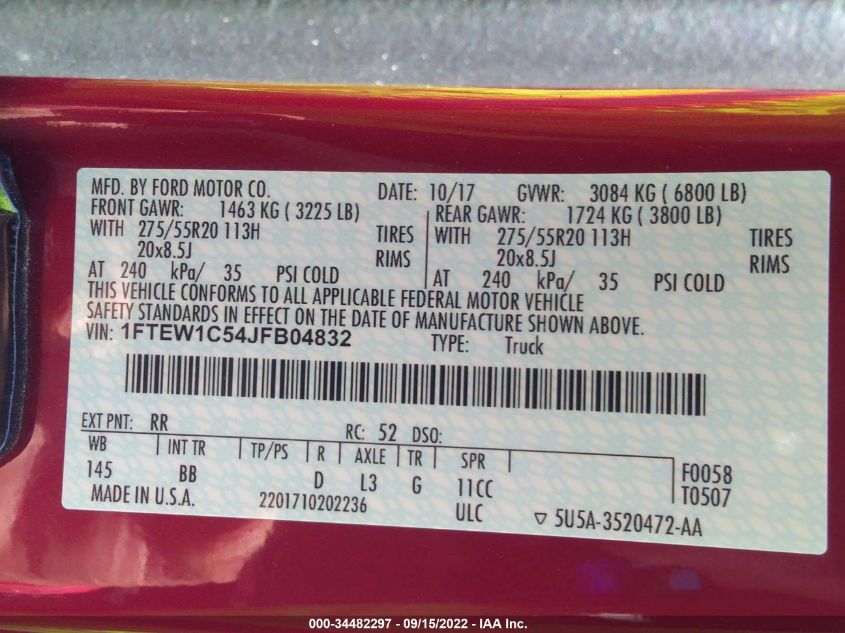 MFD. BY FORD MOTOR CO. DATE: 10/17 GVWR: 3084 KG ( 6800 LB)
FRONT GAWR: 1463 KG ( 3225 LB) REAR GAWR: 1724 KG ( 3800 LB)
WITH 275/55R20 113H TIRES WITH 275/55R20 113H TIRES
20x8.5J RIMS 20x8.5J RIMS
AT 240 kPa/ 35 PSI COLD AT 240 kPa/ 35 PSI COLD
THIS VEHICLE CONFORMS TO ALL APPLICABLE FEDERAL MOTOR VEHICLE
SAFETY STANDARDS IN EFFECT ON THE DATE OF MANUFACTURE SHOWN ABOVE.
VIN: 1FTEW1C54JFB04832 TYPE: Truck
EXT PNT: RR RC: 52 DSO:
WB INT TR TP/PS R AXLE TR SPR
145 BB D L3 G 11CC
F0058
T0507
MADE IN U.S.A. 2201710202236 ULC ▽ 5U5A-3520472-AA
000-34482297 - 09/15/2022 - IAA Inc.